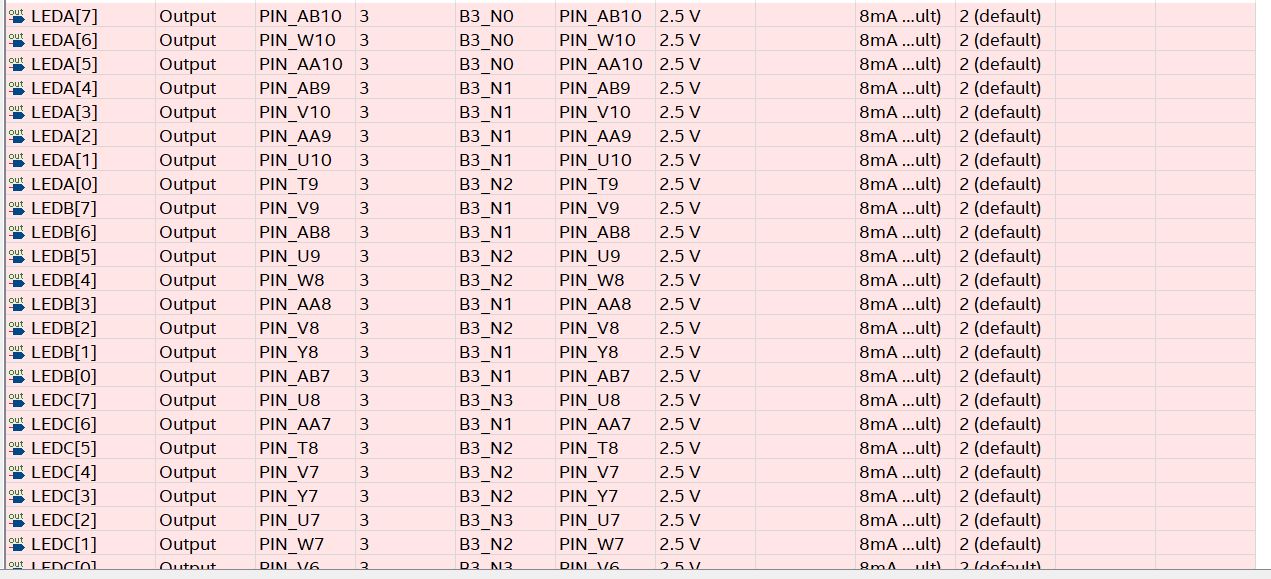 out LEDA[7] Output PIN_AB10 3 B3_N0 PIN_AB10 2.5 V 8mA ...ult) 2 (default)
out LEDA[6] Output PIN_W10 3 B3_N0 PIN_W10 2.5 V 8mA ...ult) 2 (default)
out LEDA[5] Output PIN_AA10 3 B3_N0 PIN_AA10 2.5 V 8mA ...ult) 2 (default)
out LEDA[4] Output PIN_AB9 3 B3_N1 PIN_AB9 2.5 V 8mA ...ult) 2 (default)
out LEDA[3] Output PIN_V10 3 B3_N1 PIN_V10 2.5 V 8mA ...ult) 2 (default)
out LEDA[2] Output PIN_AA9 3 B3_N1 PIN_AA9 2.5 V 8mA ...ult) 2 (default)
out LEDA[1] Output PIN_U10 3 B3_N1 PIN_U10 2.5 V 8mA ...ult) 2 (default)
out LEDA[0] Output PIN_T9 3 B3_N2 PIN_T9 2.5 V 8mA ...ult) 2 (default)
out LEDB[7] Output PIN_V9 3 B3_N1 PIN_V9 2.5 V 8mA ...ult) 2 (default)
out LEDB[6] Output PIN_AB8 3 B3_N1 PIN_AB8 2.5 V 8mA ...ult) 2 (default)
out LEDB[5] Output PIN_U9 3 B3_N2 PIN_U9 2.5 V 8mA ...ult) 2 (default)
out LEDB[4] Output PIN_W8 3 B3_N2 PIN_W8 2.5 V 8mA ...ult) 2 (default)
out LEDB[3] Output PIN_AA8 3 B3_N1 PIN_AA8 2.5 V 8mA ...ult) 2 (default)
out LEDB[2] Output PIN_V8 3 B3_N2 PIN_V8 2.5 V 8mA ...ult) 2 (default)
out LEDB[1] Output PIN_Y8 3 B3_N1 PIN_Y8 2.5 V 8mA ...ult) 2 (default)
out LEDB[0] Output PIN_AB7 3 B3_N1 PIN_AB7 2.5 V 8mA ...ult) 2 (default)
out LEDC[7] Output PIN_U8 3 B3_N3 PIN_U8 2.5 V 8mA ...ult) 2 (default)
out LEDC[6] Output PIN_AA7 3 B3_N1 PIN_AA7 2.5 V 8mA ...ult) 2 (default)
out LEDC[5] Output PIN_T8 3 B3_N2 PIN_T8 2.5 V 8mA ...ult) 2 (default)
out LEDC[4] Output PIN_V7 3 B3_N2 PIN_V7 2.5 V 8mA ...ult) 2 (default)
out LEDC[3] Output PIN_Y7 3 B3_N2 PIN_Y7 2.5 V 8mA ...ult) 2 (default)
out LEDC[2] Output PIN_U7 3 B3_N3 PIN_U7 2.5 V 8mA ...ult) 2 (default)
out LEDC[1] Output PIN_W7 3 B3_N2 PIN_W7 2.5 V 8mA ...ult) 2 (default)
out LEDC[0] Output PIN_V6 3 B3_N3 PIN_V6 2.5 V 8mA ...ult) 2 (default)